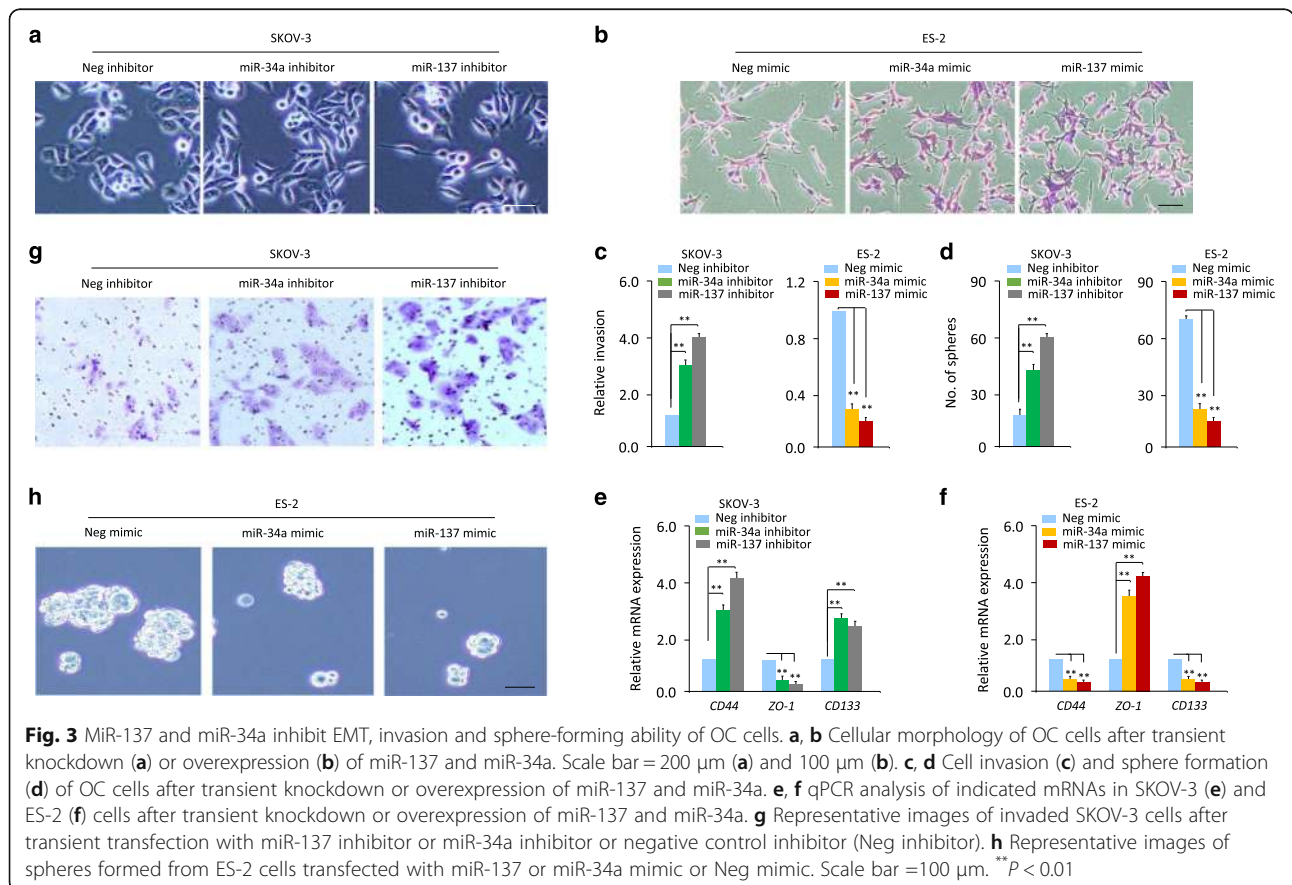 a
SKOV-3
Neg inhibitor miR-34a inhibitor miR-137 inhibitor
b
ES-2
Neg mimic miR-34a mimic miR-137 mimic
g
SKOV-3
Neg inhibitor miR-34a inhibitor miR-137 inhibitor
c
SKOV-3
Neg inhibitor
miR-34a inhibitor
miR-137 inhibitor
Relative invasion
6.0
4.0
2.0
0.0
**
**
ES-2
Neg mimic
miR-34a mimic
miR-137 mimic
1.2
0.8
0.4
0.0
**
**
d
SKOV-3
Neg inhibitor
miR-34a inhibitor
miR-137 inhibitor
No. of spheres
90
60
30
0
**
**
ES-2
Neg mimic
miR-34a mimic
miR-137 mimic
90
60
30
0
**
**
h
ES-2
Neg mimic miR-34a mimic miR-137 mimic
e
SKOV-3
Neg inhibitor
miR-34a inhibitor
miR-137 inhibitor
Relative mRNA expression
6.0
4.0
2.0
0.0
**
**
** **
**
**
CD44 ZO-1 CD133
f
ES-2
Neg mimic
miR-34a mimic
miR-137 mimic
Relative mRNA expression
6.0
4.0
2.0
0.0
** **
**
**
** **
CD44 ZO-1 CD133
Fig. 3 MiR-137 and miR-34a inhibit EMT, invasion and sphere-forming ability of OC cells. a, b Cellular morphology of OC cells after transient
knockdown (a) or overexpression (b) of miR-137 and miR-34a. Scale bar = 200 μm (a) and 100 μm (b). c, d Cell invasion (c) and sphere formation
(d) of OC cells after transient knockdown or overexpression of miR-137 and miR-34a. e, f qPCR analysis of indicated mRNAs in SKOV-3 (e) and
ES-2 (f) cells after transient knockdown or overexpression of miR-137 and miR-34a. g Representative images of invaded SKOV-3 cells after
transient transfection with miR-137 inhibitor or miR-34a inhibitor or negative control inhibitor (Neg inhibitor). h Representative images of
spheres formed from ES-2 cells transfected with miR-137 or miR-34a mimic or Neg mimic. Scale bar =100 μm. **P < 0.01